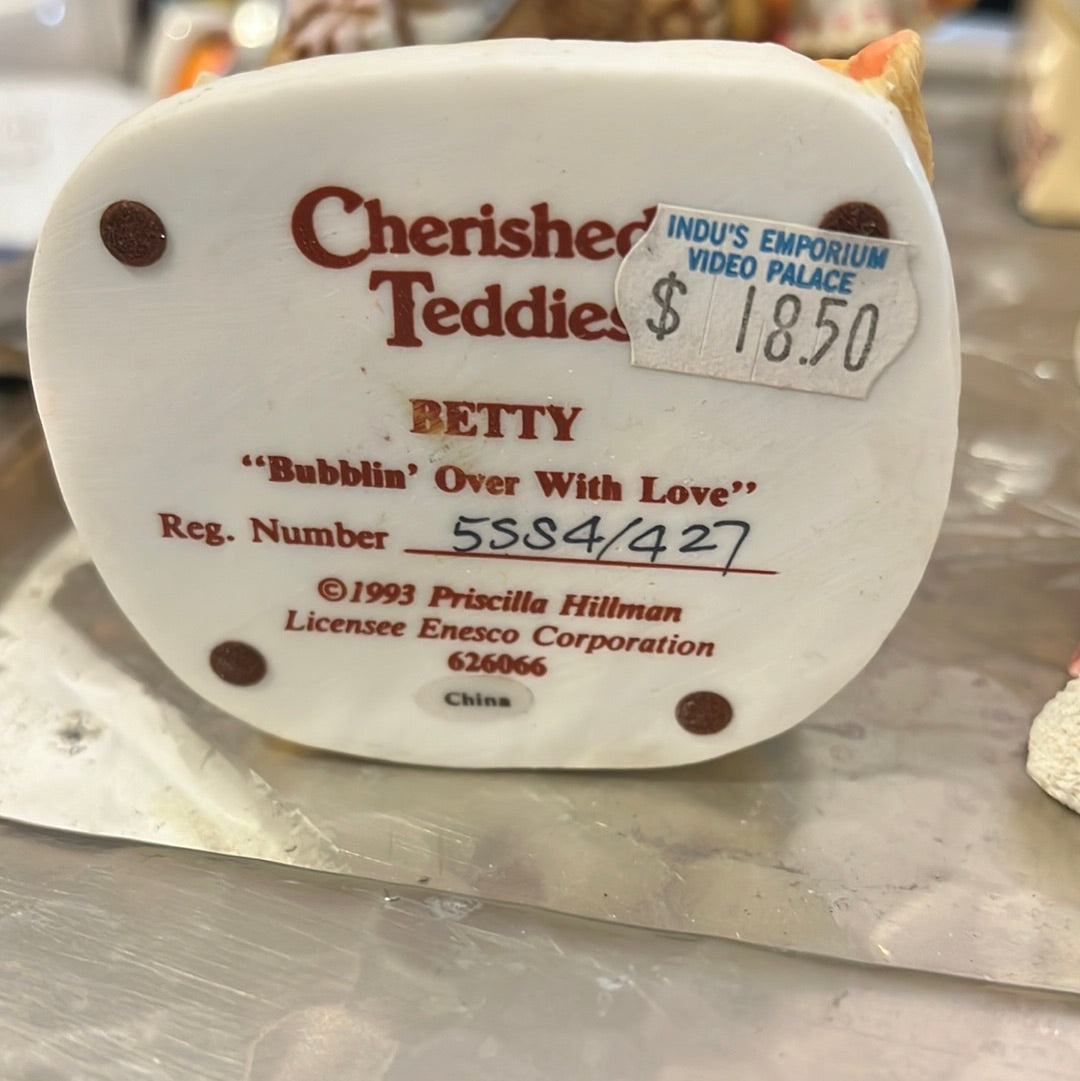 Cherished
Teddies
INDU'S EMPORIUM
VIDEO PALACE
$ 18.50
BETTY
“Bubblin’ Over With Love”
Reg. Number 5SS4/427
©1993 Priscilla Hillman
Licensee Enesco Corporation
626066
China